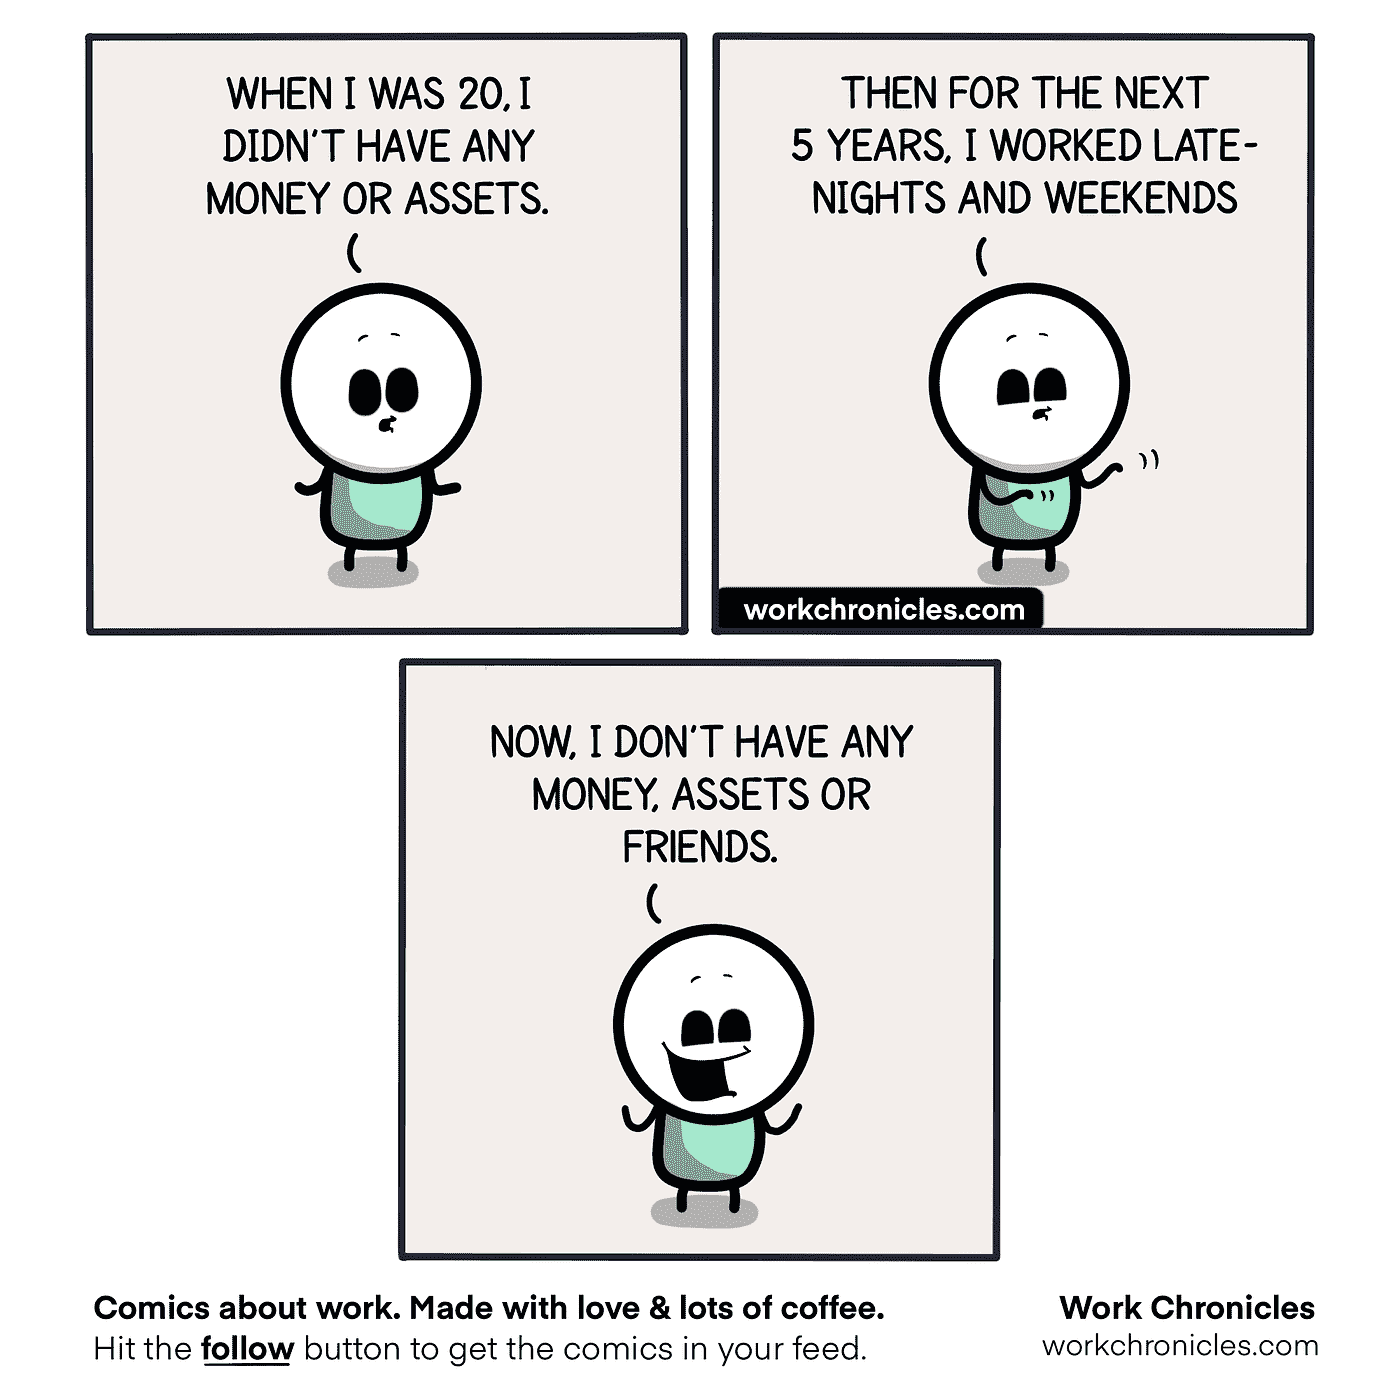 WHEN I WAS 20, I
DIDN'T HAVE ANY
MONEY OR ASSETS.
THEN FOR THE NEXT
5 YEARS, I WORKED LATE-
NIGHTS AND WEEKENDS
workchronicles.com
NOW, I DON'T HAVE ANY
MONEY, ASSETS OR
FRIENDS.
Comics about work. Made with love & lots of coffee.
Hit the follow button to get the comics in your feed.
Work Chronicles
workchronicles.com